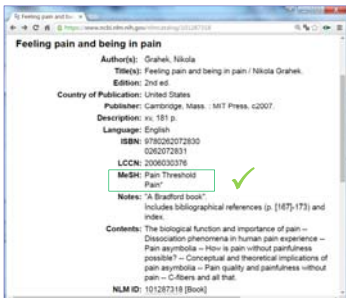 Feeling pain and bei
https://www.ncbi.nlm.nih.gov/nlmcatalog/101287318
Feeling pain and being in pain
Author(s): Grahek, Nikola.
Title(s): Feeling pain and being in pain / Nikola Grahek.
Edition: 2nd ed.
Country of Publication: United States
Publisher: Cambridge, Mass. : MIT Press, c2007.
Description: xv, 181 p.
Language: English
ISBN: 9780262072830
0262072831
LCCN: 2006030376
MeSH: Pain Threshold
Pain*
Notes: "A Bradford book".
Includes bibliographical references (p. [167]-173) and
index.
Contents: The biological function and importance of pain --
Dissociation phenomena in human pain experience --
Pain asymbolia -- How is pain without painfulness
possible? -- Conceptual and theoretical implications of
pain asymbolia -- Pain quality and painfulness without
pain -- C-fibers and all that.
NLM ID: 101287318 [Book]